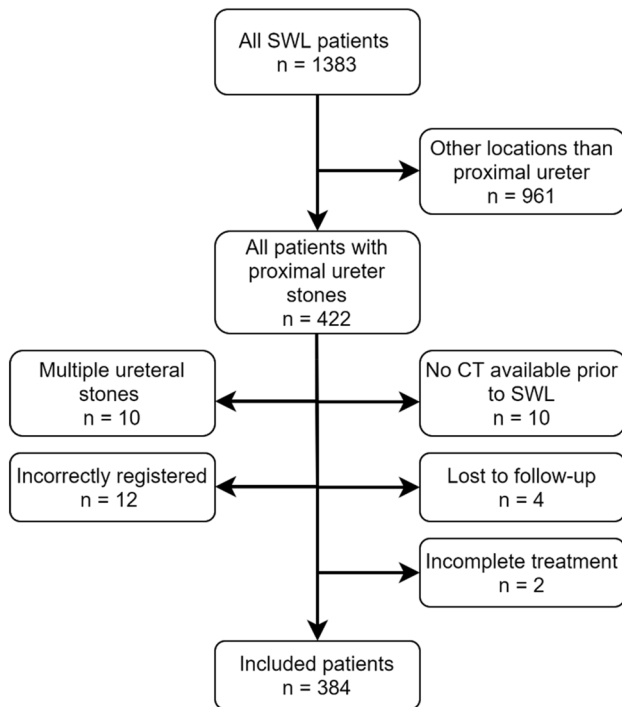 All SWL patients
n = 1383
Other locations than
proximal ureter
n = 961
All patients with
proximal ureter
stones
n = 422
Multiple ureteral
stones
n = 10
No CT available prior
to SWL
n = 10
Incorrectly registered
n = 12
Lost to follow-up
n = 4
Incomplete treatment
n = 2
Included patients
n = 384